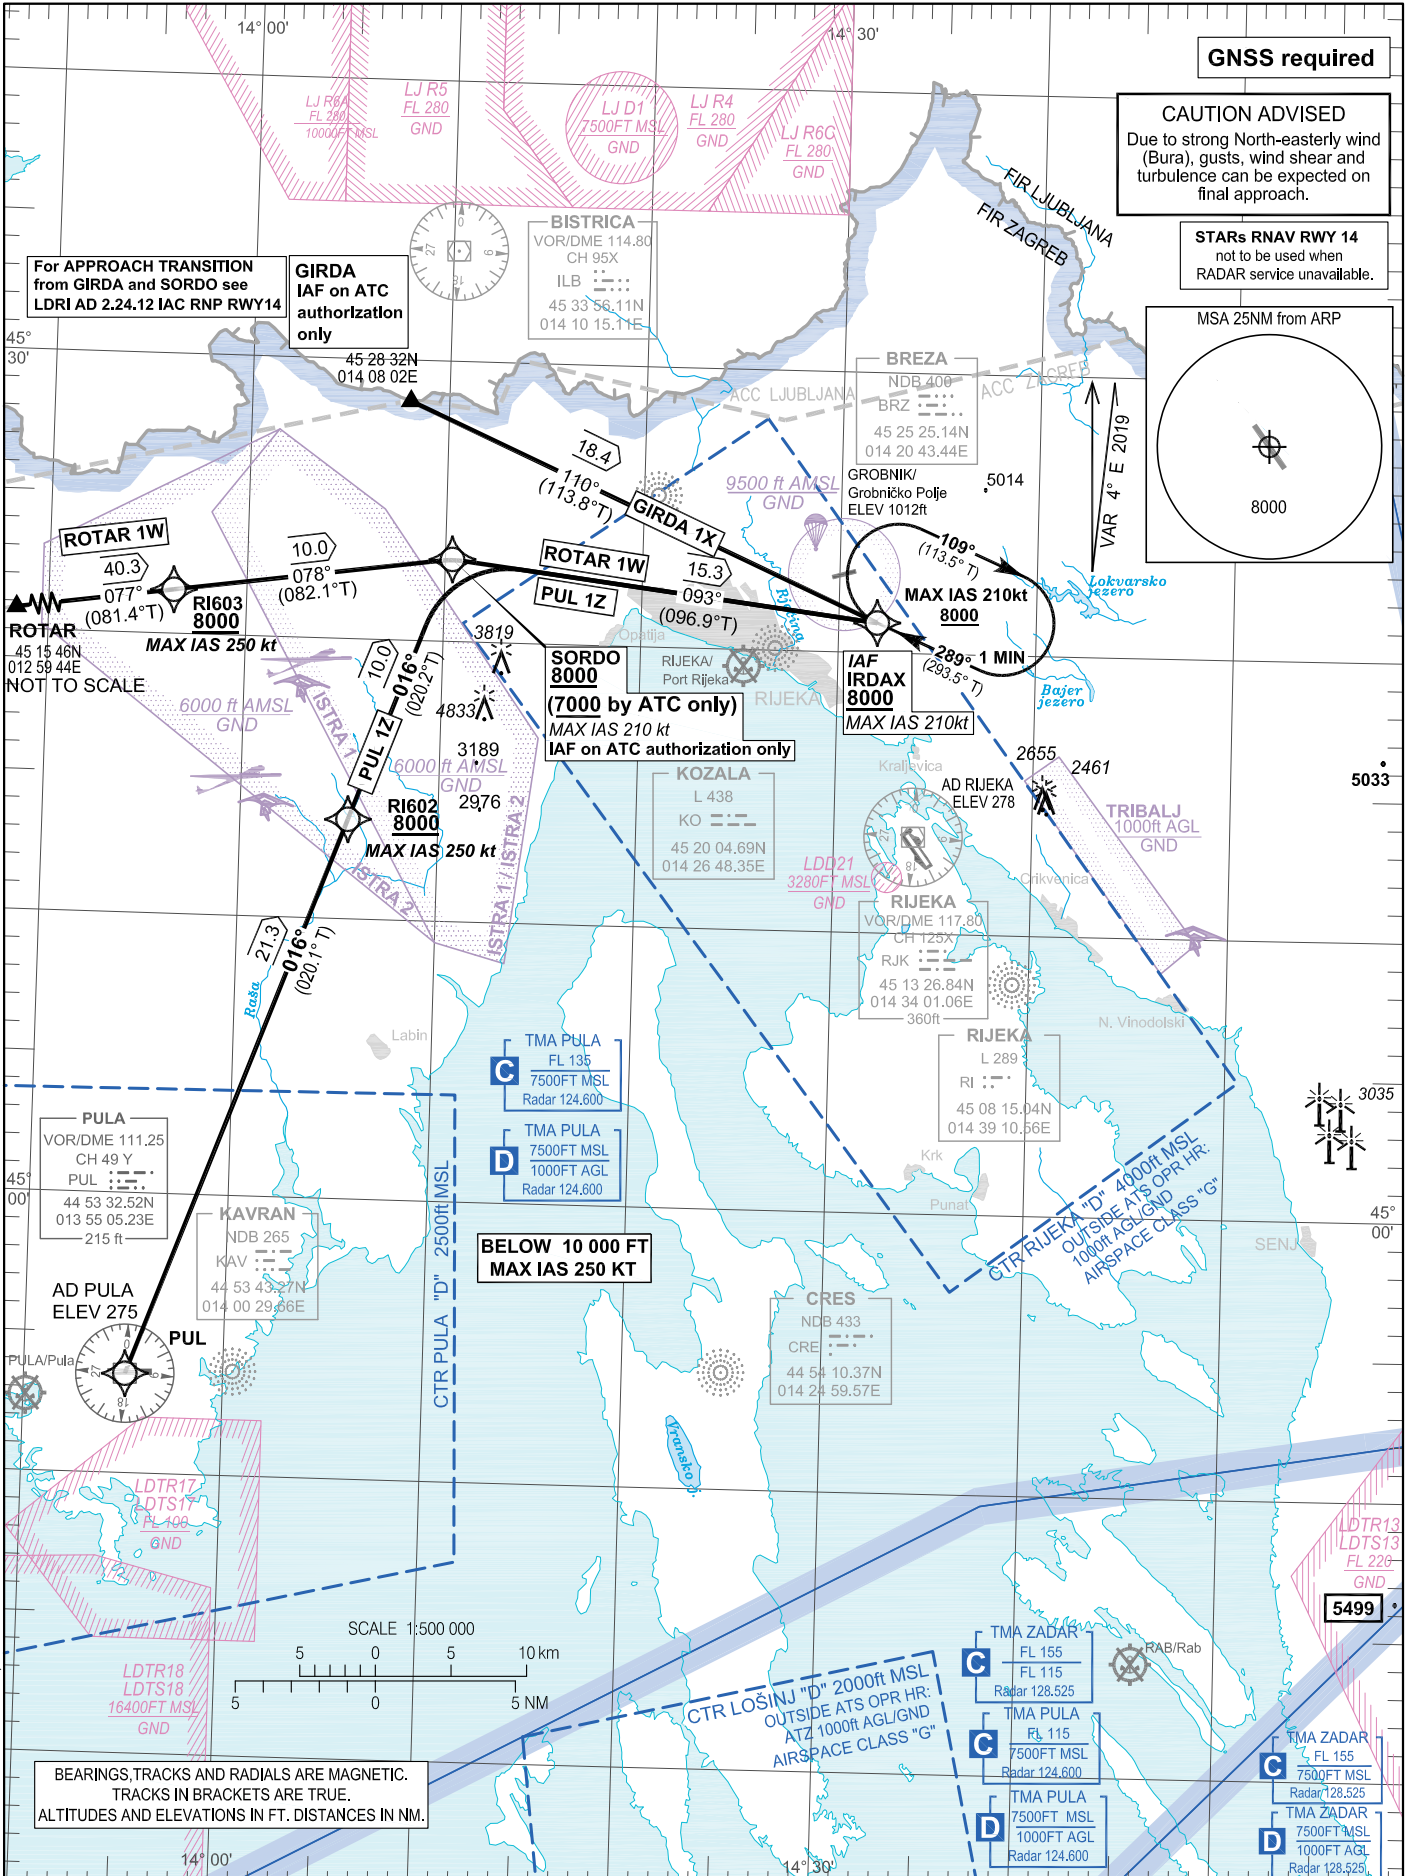 14° 00'
14° 30'
GNSS required
CAUTION ADVISED
Due to strong North-easterly wind
(Bura), gusts, wind shear and
turbulence can be expected on
final approach.
STARs RNAV RWY 14
not to be used when
RADAR service unavailable.
MSA 25NM from ARP
8000
VAR 4° E 2019
LJ R6A
FL 280
10000FT MSL
LJ R5
FL 280
GND
LJ D1
7500FT MSL
GND
LJ R4
FL 280
GND
LJ R6C
FL 280
GND
FIR LJUBLJANA
FIR ZAGREB
BISTRICA
VOR/DME 114.80
CH 95X
ILB
45 33 56.11N
014 10 15.11E
0
9
18
27
For APPROACH TRANSITION
from GIRDA and SORDO see
LDRI AD 2.24.12 IAC RNP RWY14
GIRDA
IAF on ATC
authorization
only
45 28 32N
014 08 02E
45°
30'
BREZA
NDB 400
BRZ
45 25 25.14N
014 20 43.44E
ACC LJUBLJANA
ACC ZAGREB
18.4
110°
(113.8°T)
GIRDA 1X
9500 ft AMSL
GND
GROBNIK/
Grobničko Polje
ELEV 1012ft
5014
109°
(113.5° T)
MAX IAS 210kt
8000
289°
1 MIN
(293.5° T)
Lokvarsko
jezero
Bajer
jezero
ROTAR 1W
40.3
077°
(081.4°T)
10.0
078°
(082.1°T)
ROTAR 1W
PUL 1Z
15.3
093°
(096.9°T)
Rječina
ROTAR
45 15 46N
012 59 44E
NOT TO SCALE
RI603
8000
MAX IAS 250 kt
Opatija
RIJEKA/
Port Rijeka
RIJEKA
IAF
IRDAX
8000
MAX IAS 210kt
SORDO
8000
(7000 by ATC only)
MAX IAS 210 kt
IAF on ATC authorization only
10.0
016°
(020.2°T)
PUL 1Z
3819
4833
3189
2976
6000 ft AMSL
GND
ISTRA 1
6000 ft AMSL
GND
ISTRA 2
ISTRA 1 / ISTRA 2
RI602
8000
MAX IAS 250 kt
21.3
016°
(020.1° T)
KOZALA
L 438
KO
45 20 04.69N
014 26 48.35E
Kraljevica
AD RIJEKA
ELEV 278
2655
2461
5033
TRIBALJ
1000ft AGL
GND
LDD21
3280FT MSL
GND
0
9
18
27
Crikvenica
RIJEKA
VOR/DME 117.80
CH 125X
RJK
45 13 26.84N
014 34 01.06E
360ft
N. Vinodolski
RIJEKA
L 289
RI
45 08 15.04N
014 39 10.56E
3035
Raša
Labin
C
TMA PULA
FL 135
7500FT MSL
Radar 124.600
D
TMA PULA
7500FT MSL
1000FT AGL
Radar 124.600
PULA
VOR/DME 111.25
CH 49 Y
PUL
44 53 32.52N
013 55 05.23E
215 ft
45°
00'
Krk
Punat
CTR RIJEKA "D" 4000ft MSL
OUTSIDE ATS OPR HR:
1000ft AGL/GND
AIRSPACE CLASS "G"
45°
00'
SENJ
KAVRAN
NDB 265
KAV
44 53 43.27N
014 00 29.66E
BELOW 10 000 FT
MAX IAS 250 KT
CTR PULA "D" 2500ft MSL
AD PULA
ELEV 275
PUL
PULA/Pula
0
9
18
27
CRES
NDB 433
CRE
44 54 10.37N
014 24 59.57E
Vransko J.
LDTR17
LDTS17
FL 100
GND
LDTR18
LDTS18
16400FT MSL
GND
LDTR13
LDTS13
FL 220
GND
5499
SCALE 1:500 000
5 0 5 10 km
5 0 5 NM
CTR LOŠINJ "D" 2000ft MSL
OUTSIDE ATS OPR HR:
ATZ 1000ft AGL/GND
AIRSPACE CLASS "G"
RAB/Rab
C
TMA ZADAR
FL 155
FL 115
Radar 128.525
C
TMA PULA
FL 115
7500FT MSL
Radar 124.600
D
TMA PULA
7500FT MSL
1000FT AGL
Radar 124.600
C
TMA ZADAR
FL 155
7500FT MSL
Radar 128.525
D
TMA ZADAR
7500FT MSL
1000FT AGL
Radar 128.525
BEARINGS,TRACKS AND RADIALS ARE MAGNETIC.
TRACKS IN BRACKETS ARE TRUE.
ALTITUDES AND ELEVATIONS IN FT. DISTANCES IN NM.
14° 00'
14° 30'